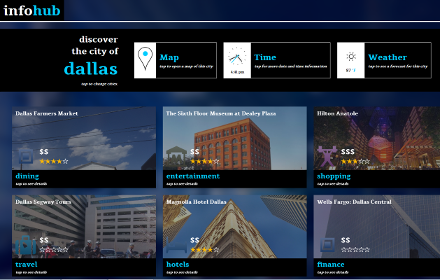 infohub
discover
the city of
dallas
tap to change cities
Map
tap to open a map of this city
Time
tap for more date and time information
Weather
tap to see a forecast for this city
Dallas Farmers Market
$$
dining
tap to see details
The Sixth Floor Museum at Dealey Plaza
$$
entertainment
tap to see details
Hilton Anatole
$$$
shopping
tap to see details
Dallas Segway Tours
$$
travel
tap to see details
Magnolia Hotel Dallas
$$
hotels
tap to see details
Wells Fargo: Dallas Central
$$
finance
tap to see details